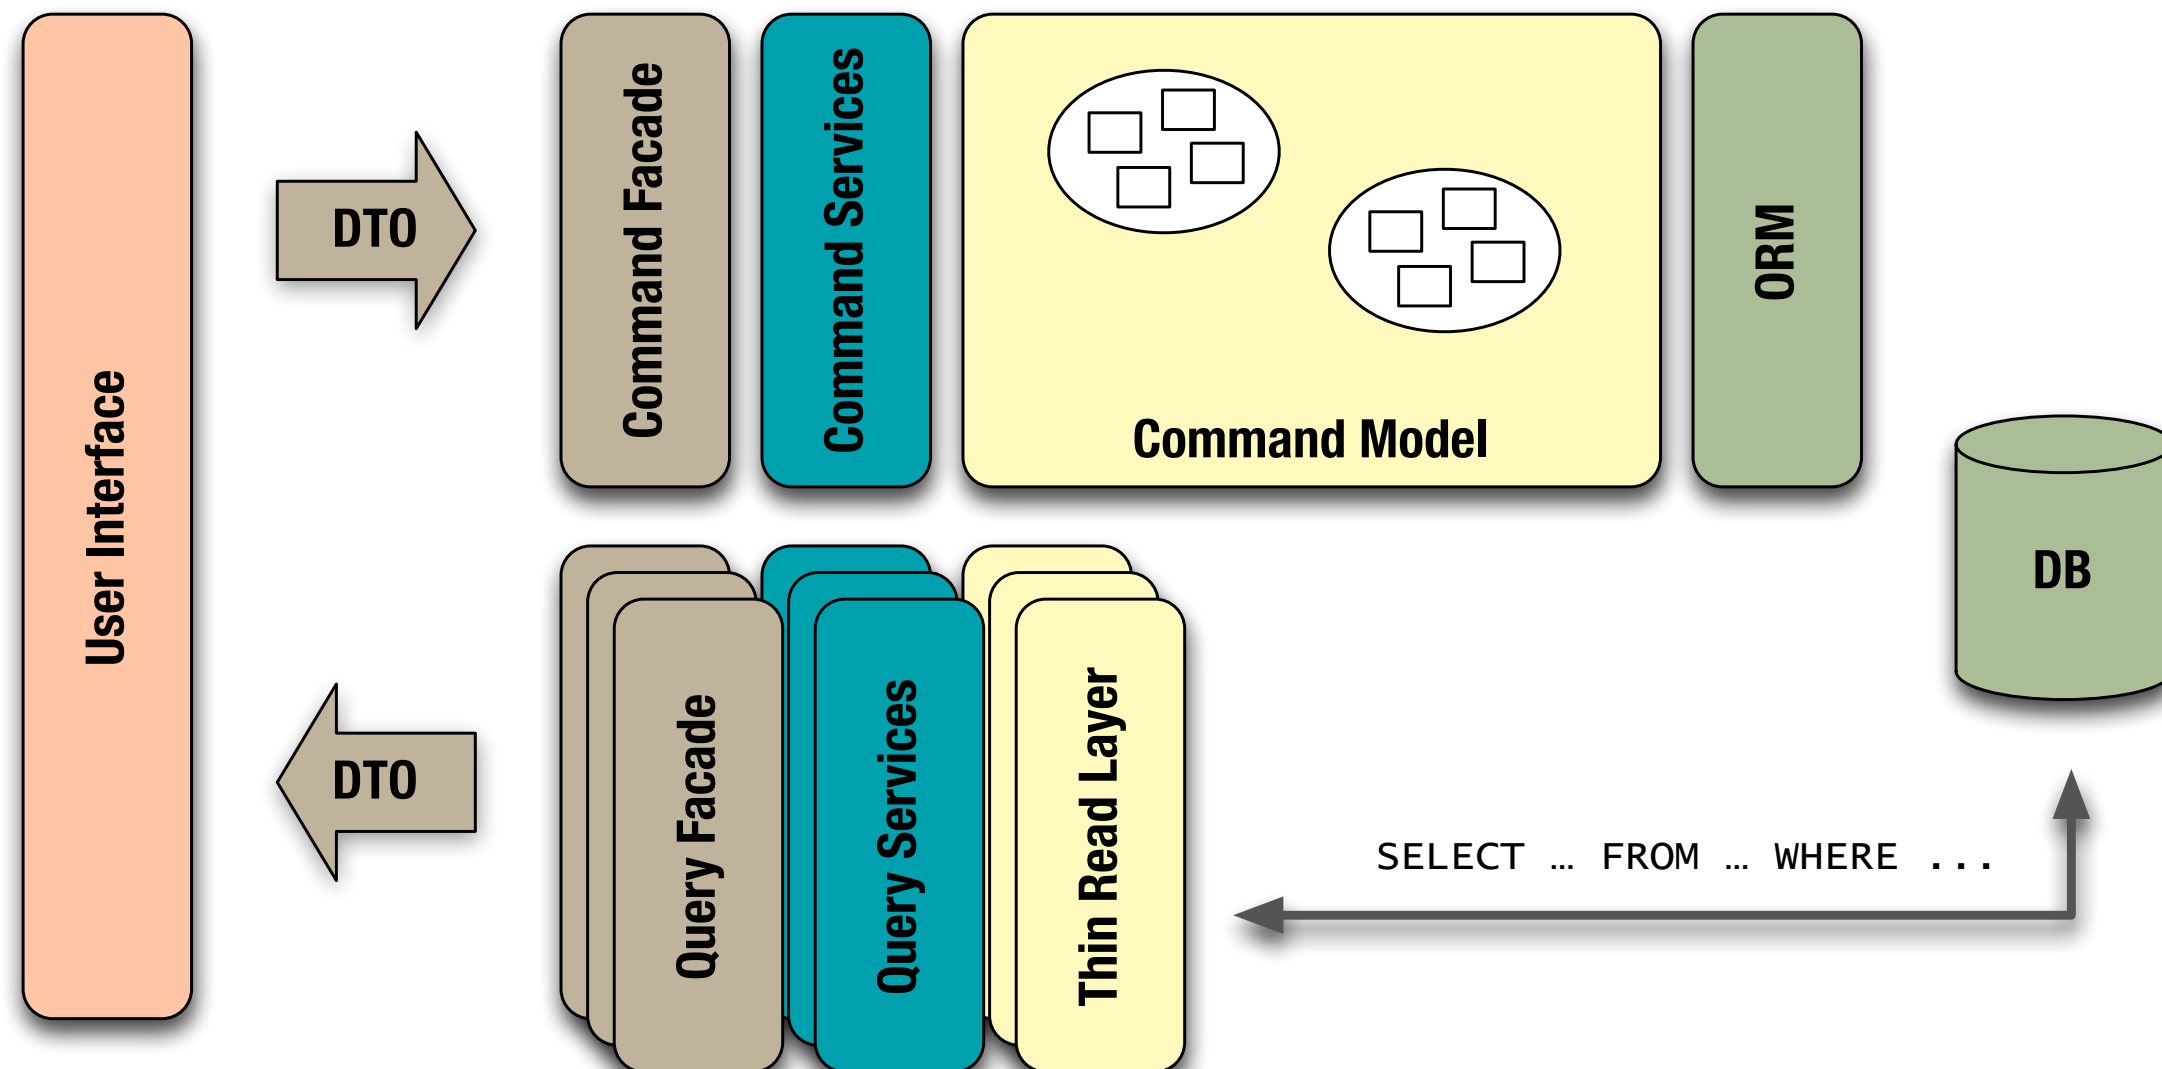 User Interface
DTO
Command Facade
Command Services
Command Model
ORM
DB
DTO
Query Facade
Query Services
Thin Read Layer
SELECT … FROM … WHERE ...